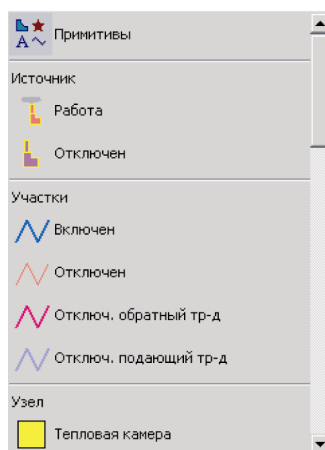 Примитивы
Источник
Работа
Отключен
Участки
Включен
Отключен
Отключ. обратный тр-д
Отключ. подающий тр-д
Узел
Тепловая камера